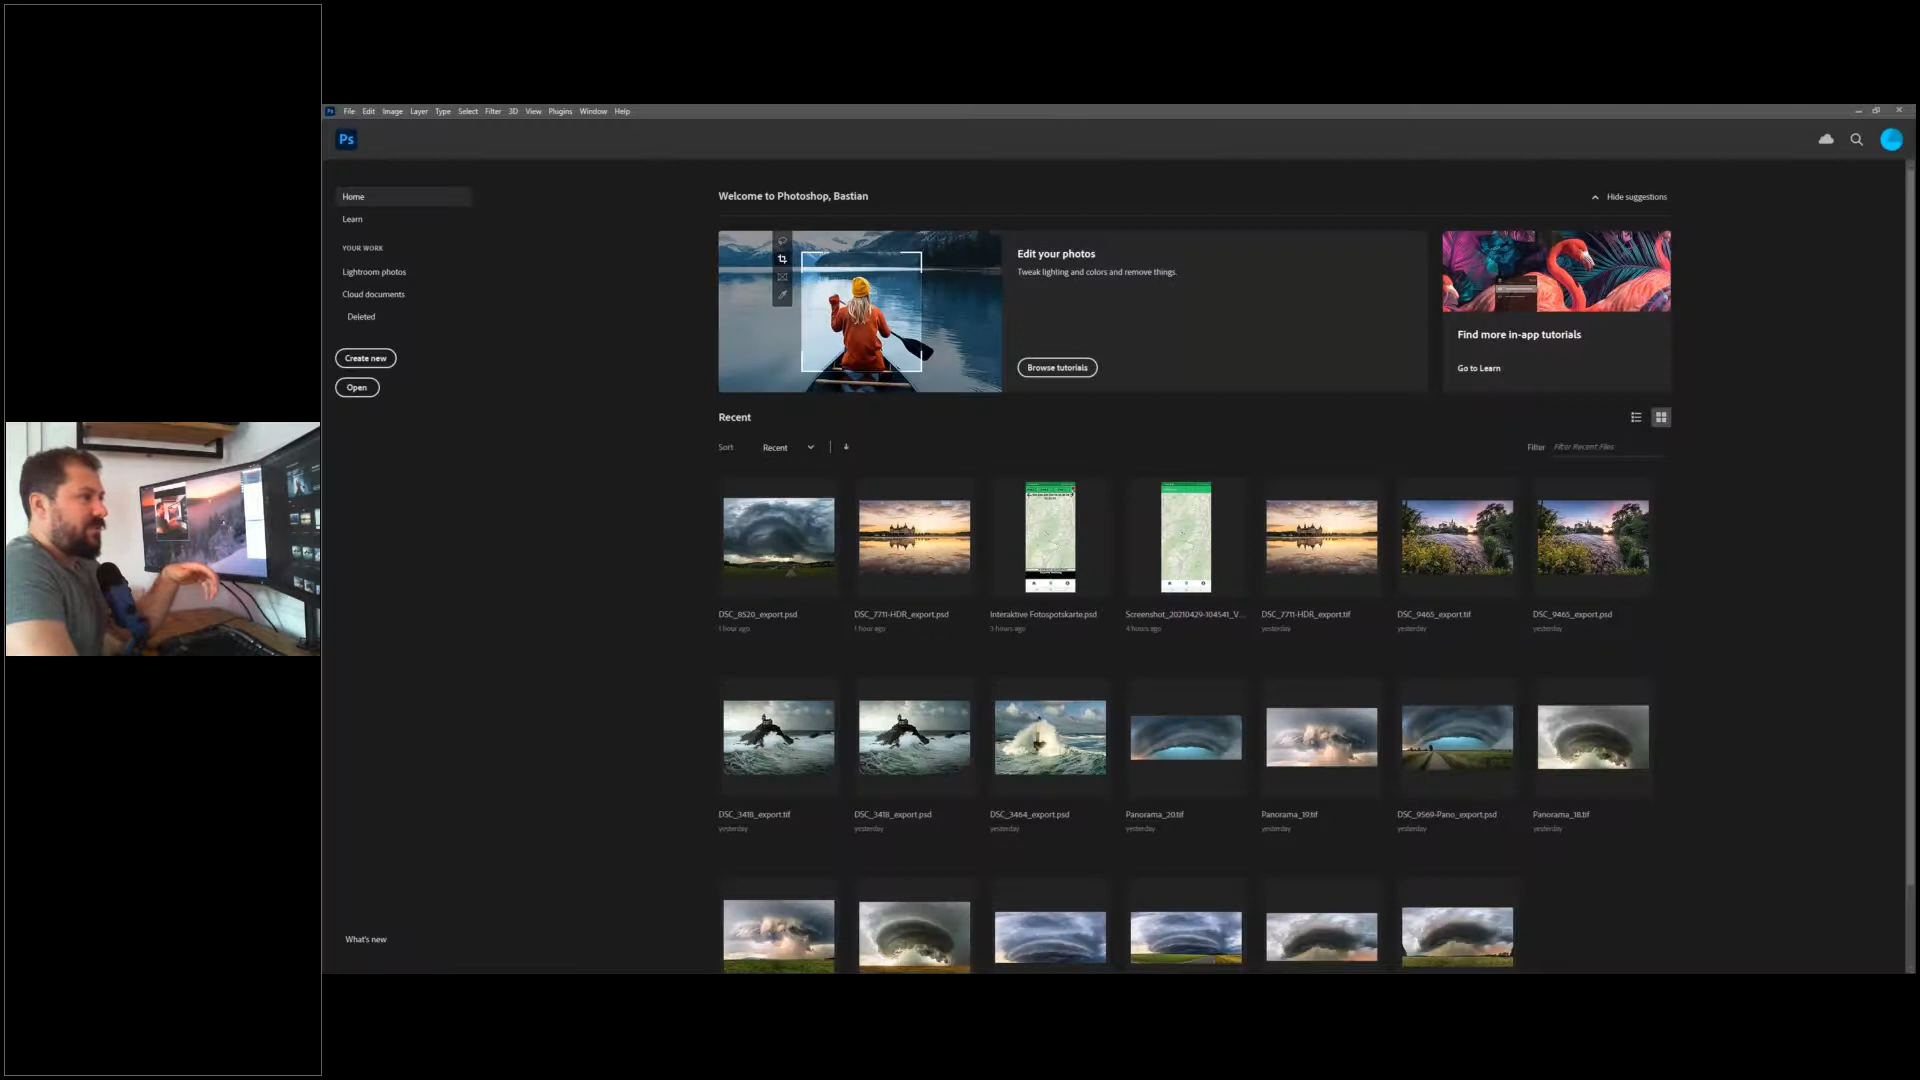 Ps File Edit Image Layer Type Select Filter 3D View Plugins Window Help
Ps
Home
Learn
YOUR WORK
Lightroom photos
Cloud documents
Deleted
Create new
Open
What's new
Welcome to Photoshop, Bastian
Hide suggestions
Edit your photos
Tweak lighting and colors and remove things.
Browse tutorials
Find more in-app tutorials
Go to Learn
Recent
Sort Recent
Filter Filter Recent Files
DSC_8520_export.psd
1 hour ago
DSC_7711-HDR_export.psd
1 hour ago
Interaktive Fotospotskarte.psd
3 hours ago
Screenshot_20210429-104541_V...
4 hours ago
DSC_7711-HDR_export.tif
yesterday
DSC_9465_export.tif
yesterday
DSC_9465_export.psd
yesterday
DSC_3418_export.tif
yesterday
DSC_3418_export.psd
yesterday
DSC_3464_export.psd
yesterday
Panorama_20.tif
yesterday
Panorama_19.tif
yesterday
DSC_9569-Pano_export.psd
yesterday
Panorama_18.tif
yesterday